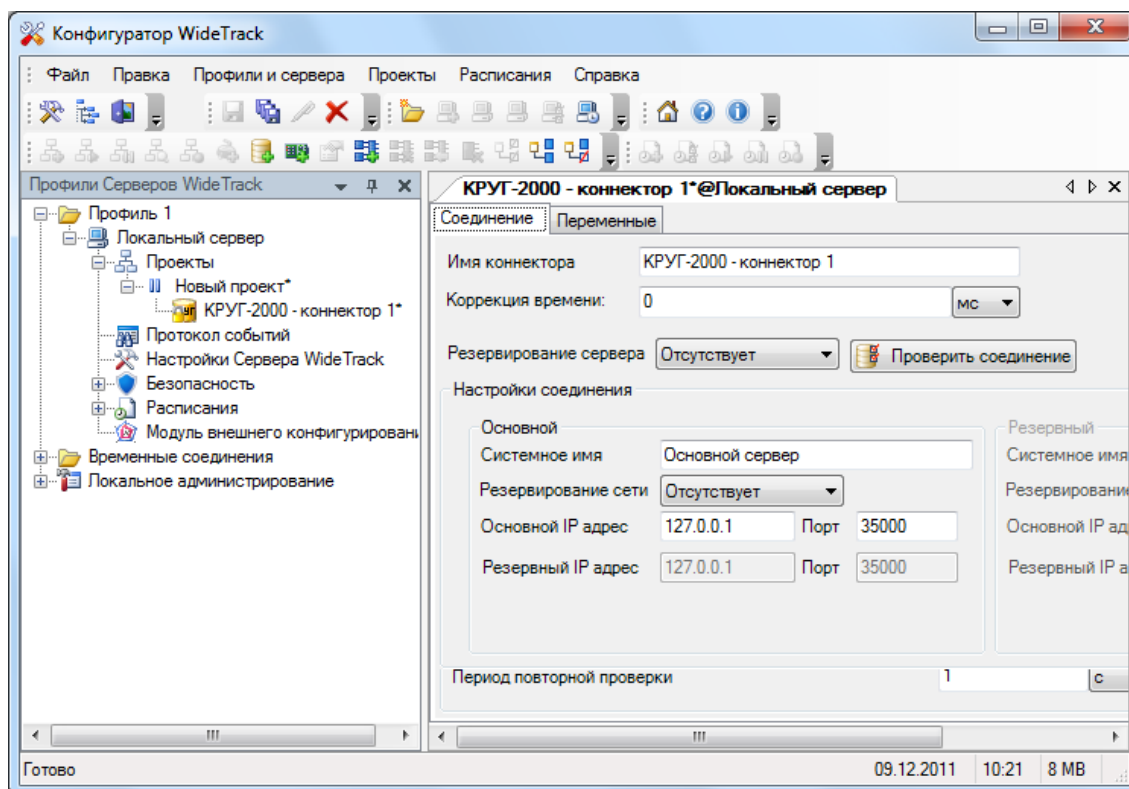 Конфигуратор WideTrack
Файл Правка Профили и сервера Проекты Расписания Справка
Профили Серверов WideTrack
Профиль 1
Локальный сервер
Проекты
Новый проект*
КРУГ-2000 - коннектор 1*
Протокол событий
Настройки Сервера WideTrack
Безопасность
Расписания
Модуль внешнего конфигурировани
Временные соединения
Локальное администрирование
КРУГ-2000 - коннектор 1*@Локальный сервер
Соединение Переменные
Имя коннектора КРУГ-2000 - коннектор 1
Коррекция времени: 0 мс
Резервирование сервера Отсутствует Проверить соединение
Настройки соединения
Основной Резервный
Системное имя Основной сервер Системное имя
Резервирование сети Отсутствует Резервировани
Основной IP адрес 127.0.0.1 Порт 35000 Основной IP ад
Резервный IP адрес 127.0.0.1 Порт 35000 Резервный IP а
Период повторной проверки 1 с
Готово 09.12.2011 10:21 8 MB